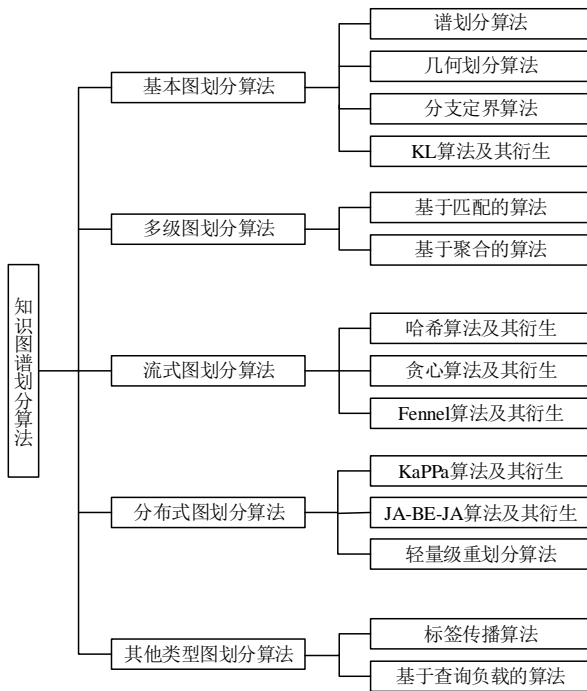 知识图谱划分算法
基本图划分算法
谱划分算法
几何划分算法
分支定界算法
KL算法及其衍生
多级图划分算法
基于匹配的算法
基于聚合的算法
流式图划分算法
哈希算法及其衍生
贪心算法及其衍生
Fennel算法及其衍生
分布式图划分算法
KaPPa算法及其衍生
JA-BE-JA算法及其衍生
轻量级重划分算法
其他类型图划分算法
标签传播算法
基于查询负载的算法